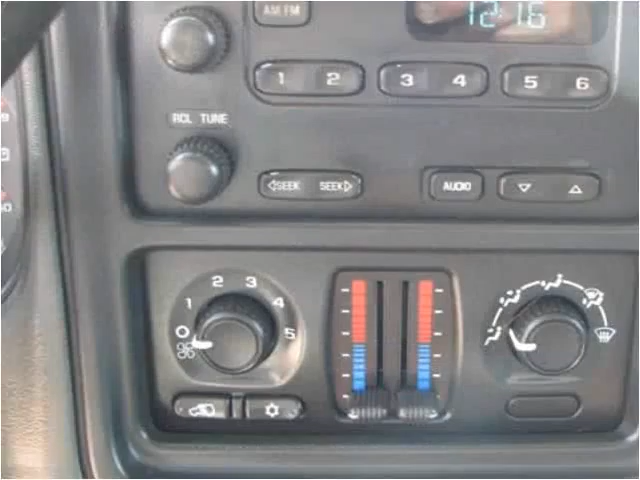 AM FM
12:16
1 2 3 4 5 6
RCL TUNE
SEEK SEEK AUDIO
1 2 3 4 5